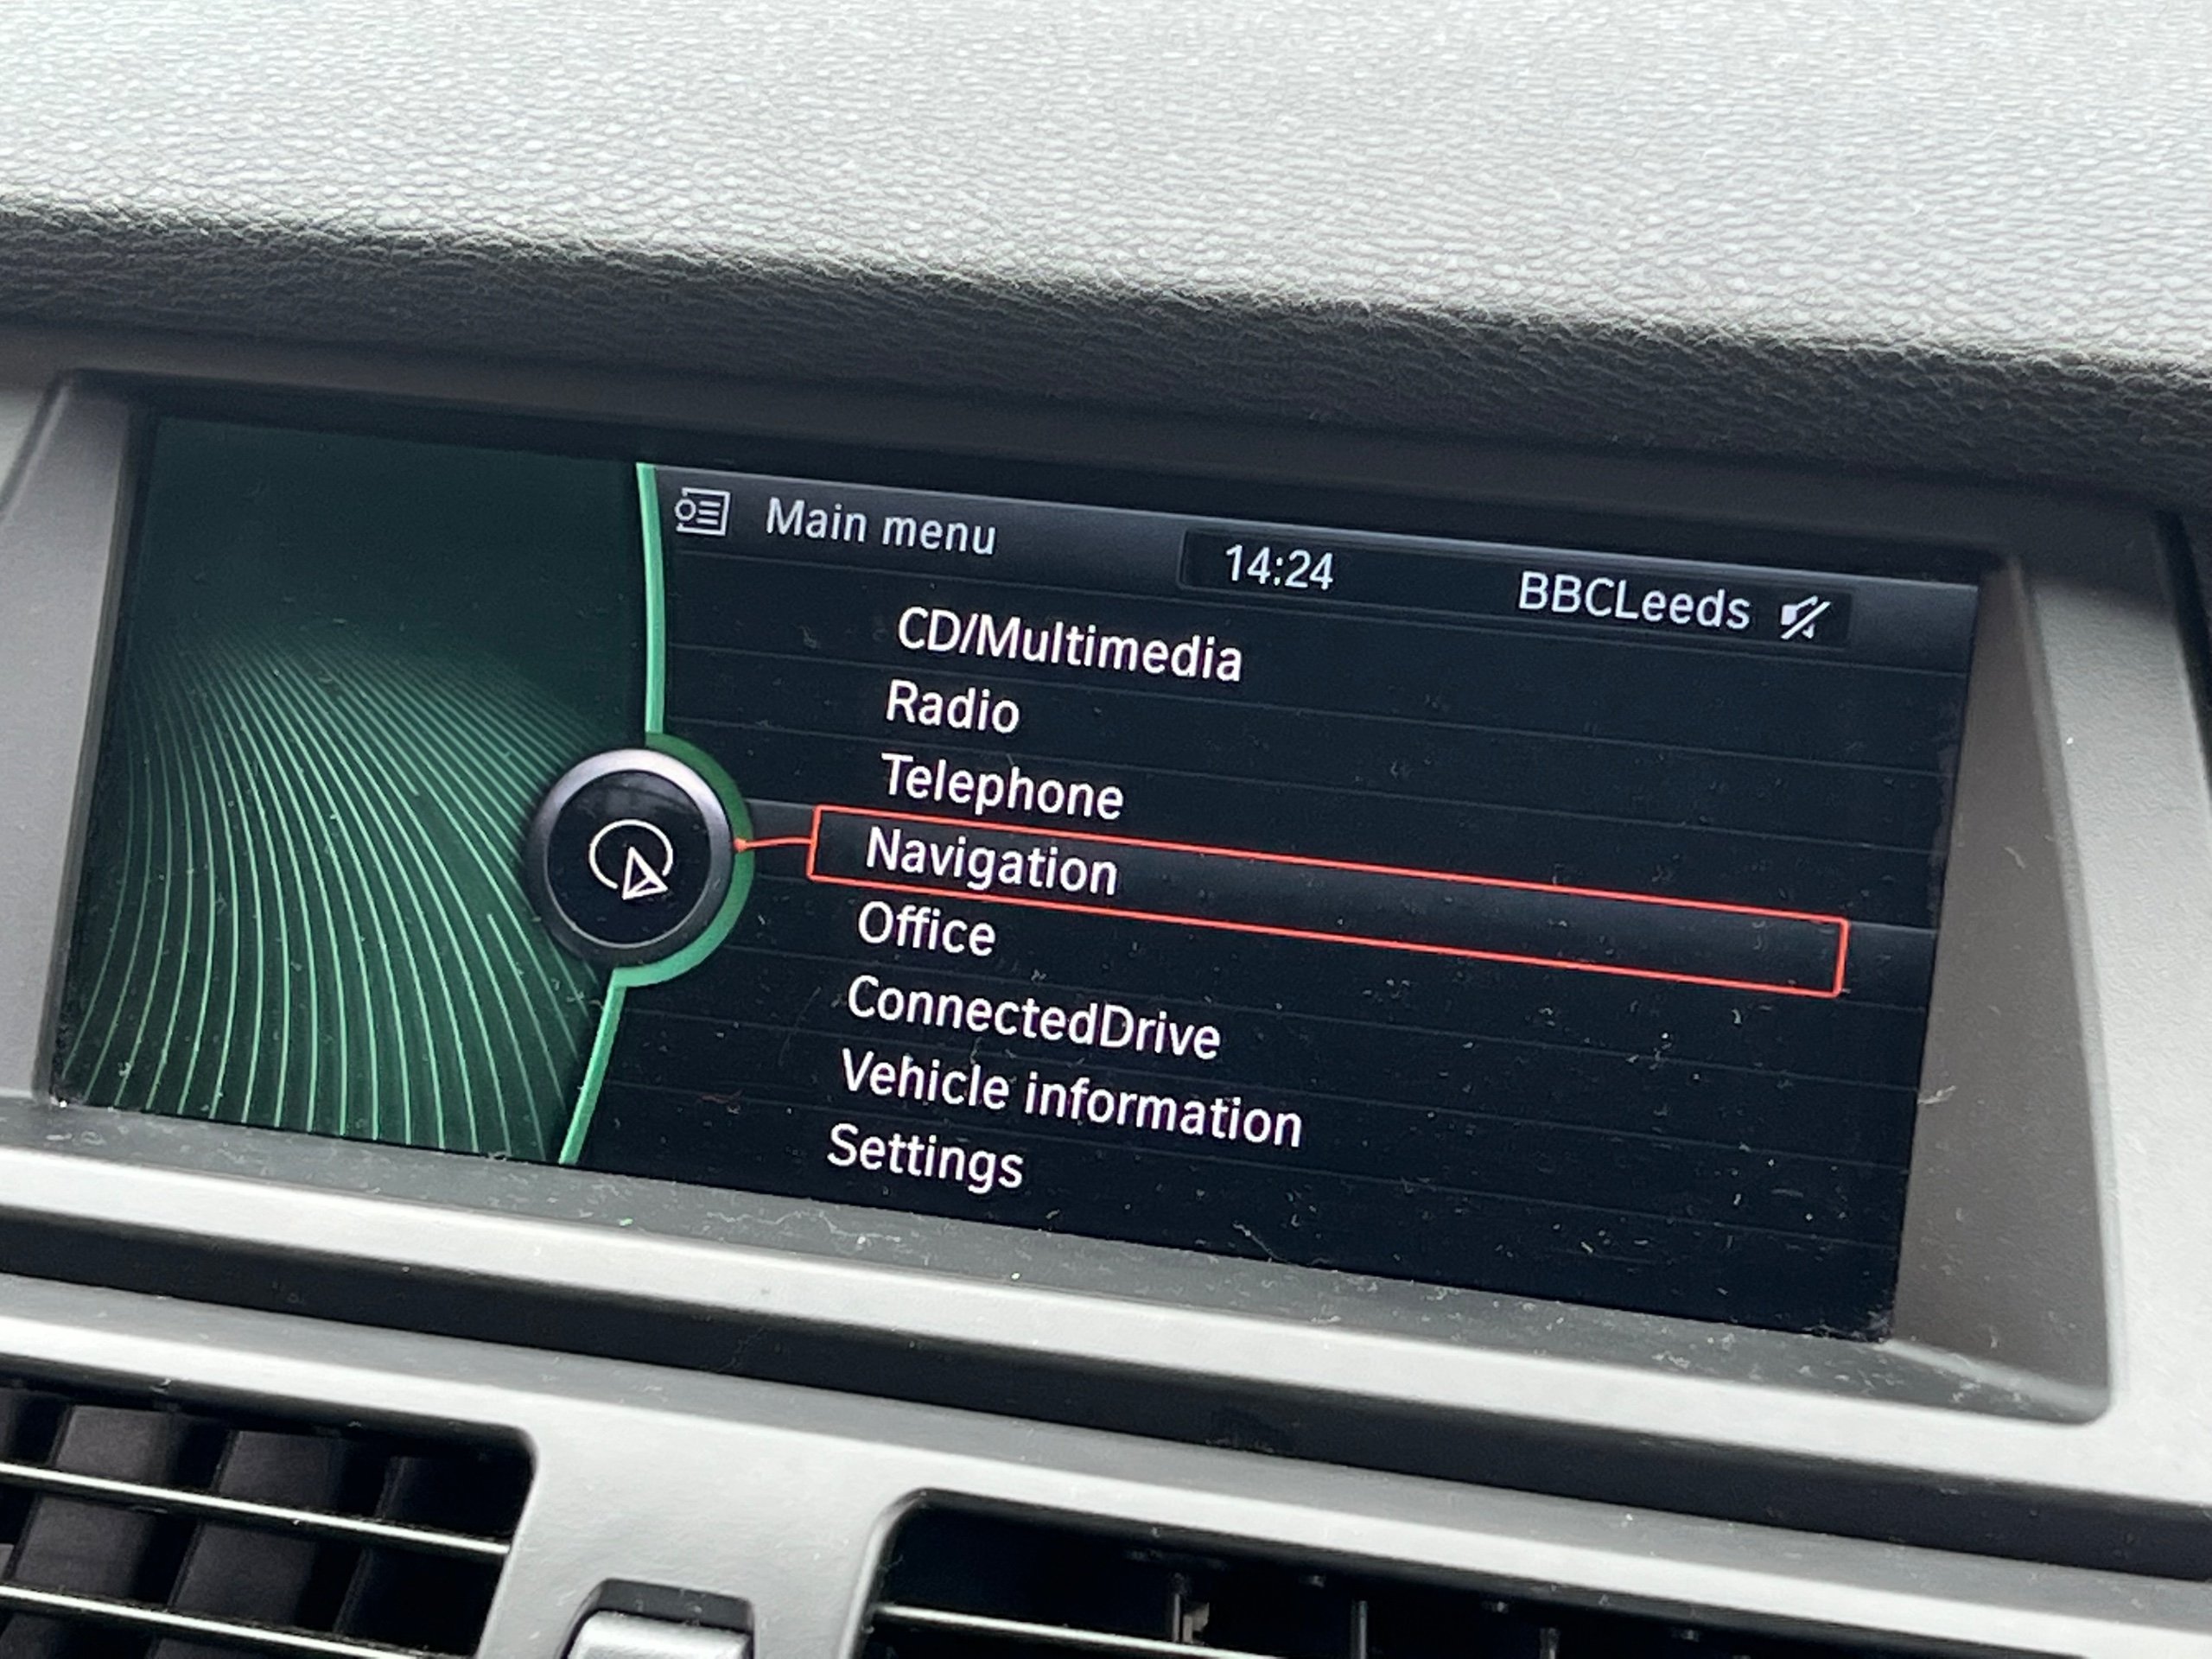 Main menu 14:24 BBCLeeds
CD/Multimedia
Radio
Telephone
Navigation
Office
ConnectedDrive
Vehicle information
Settings